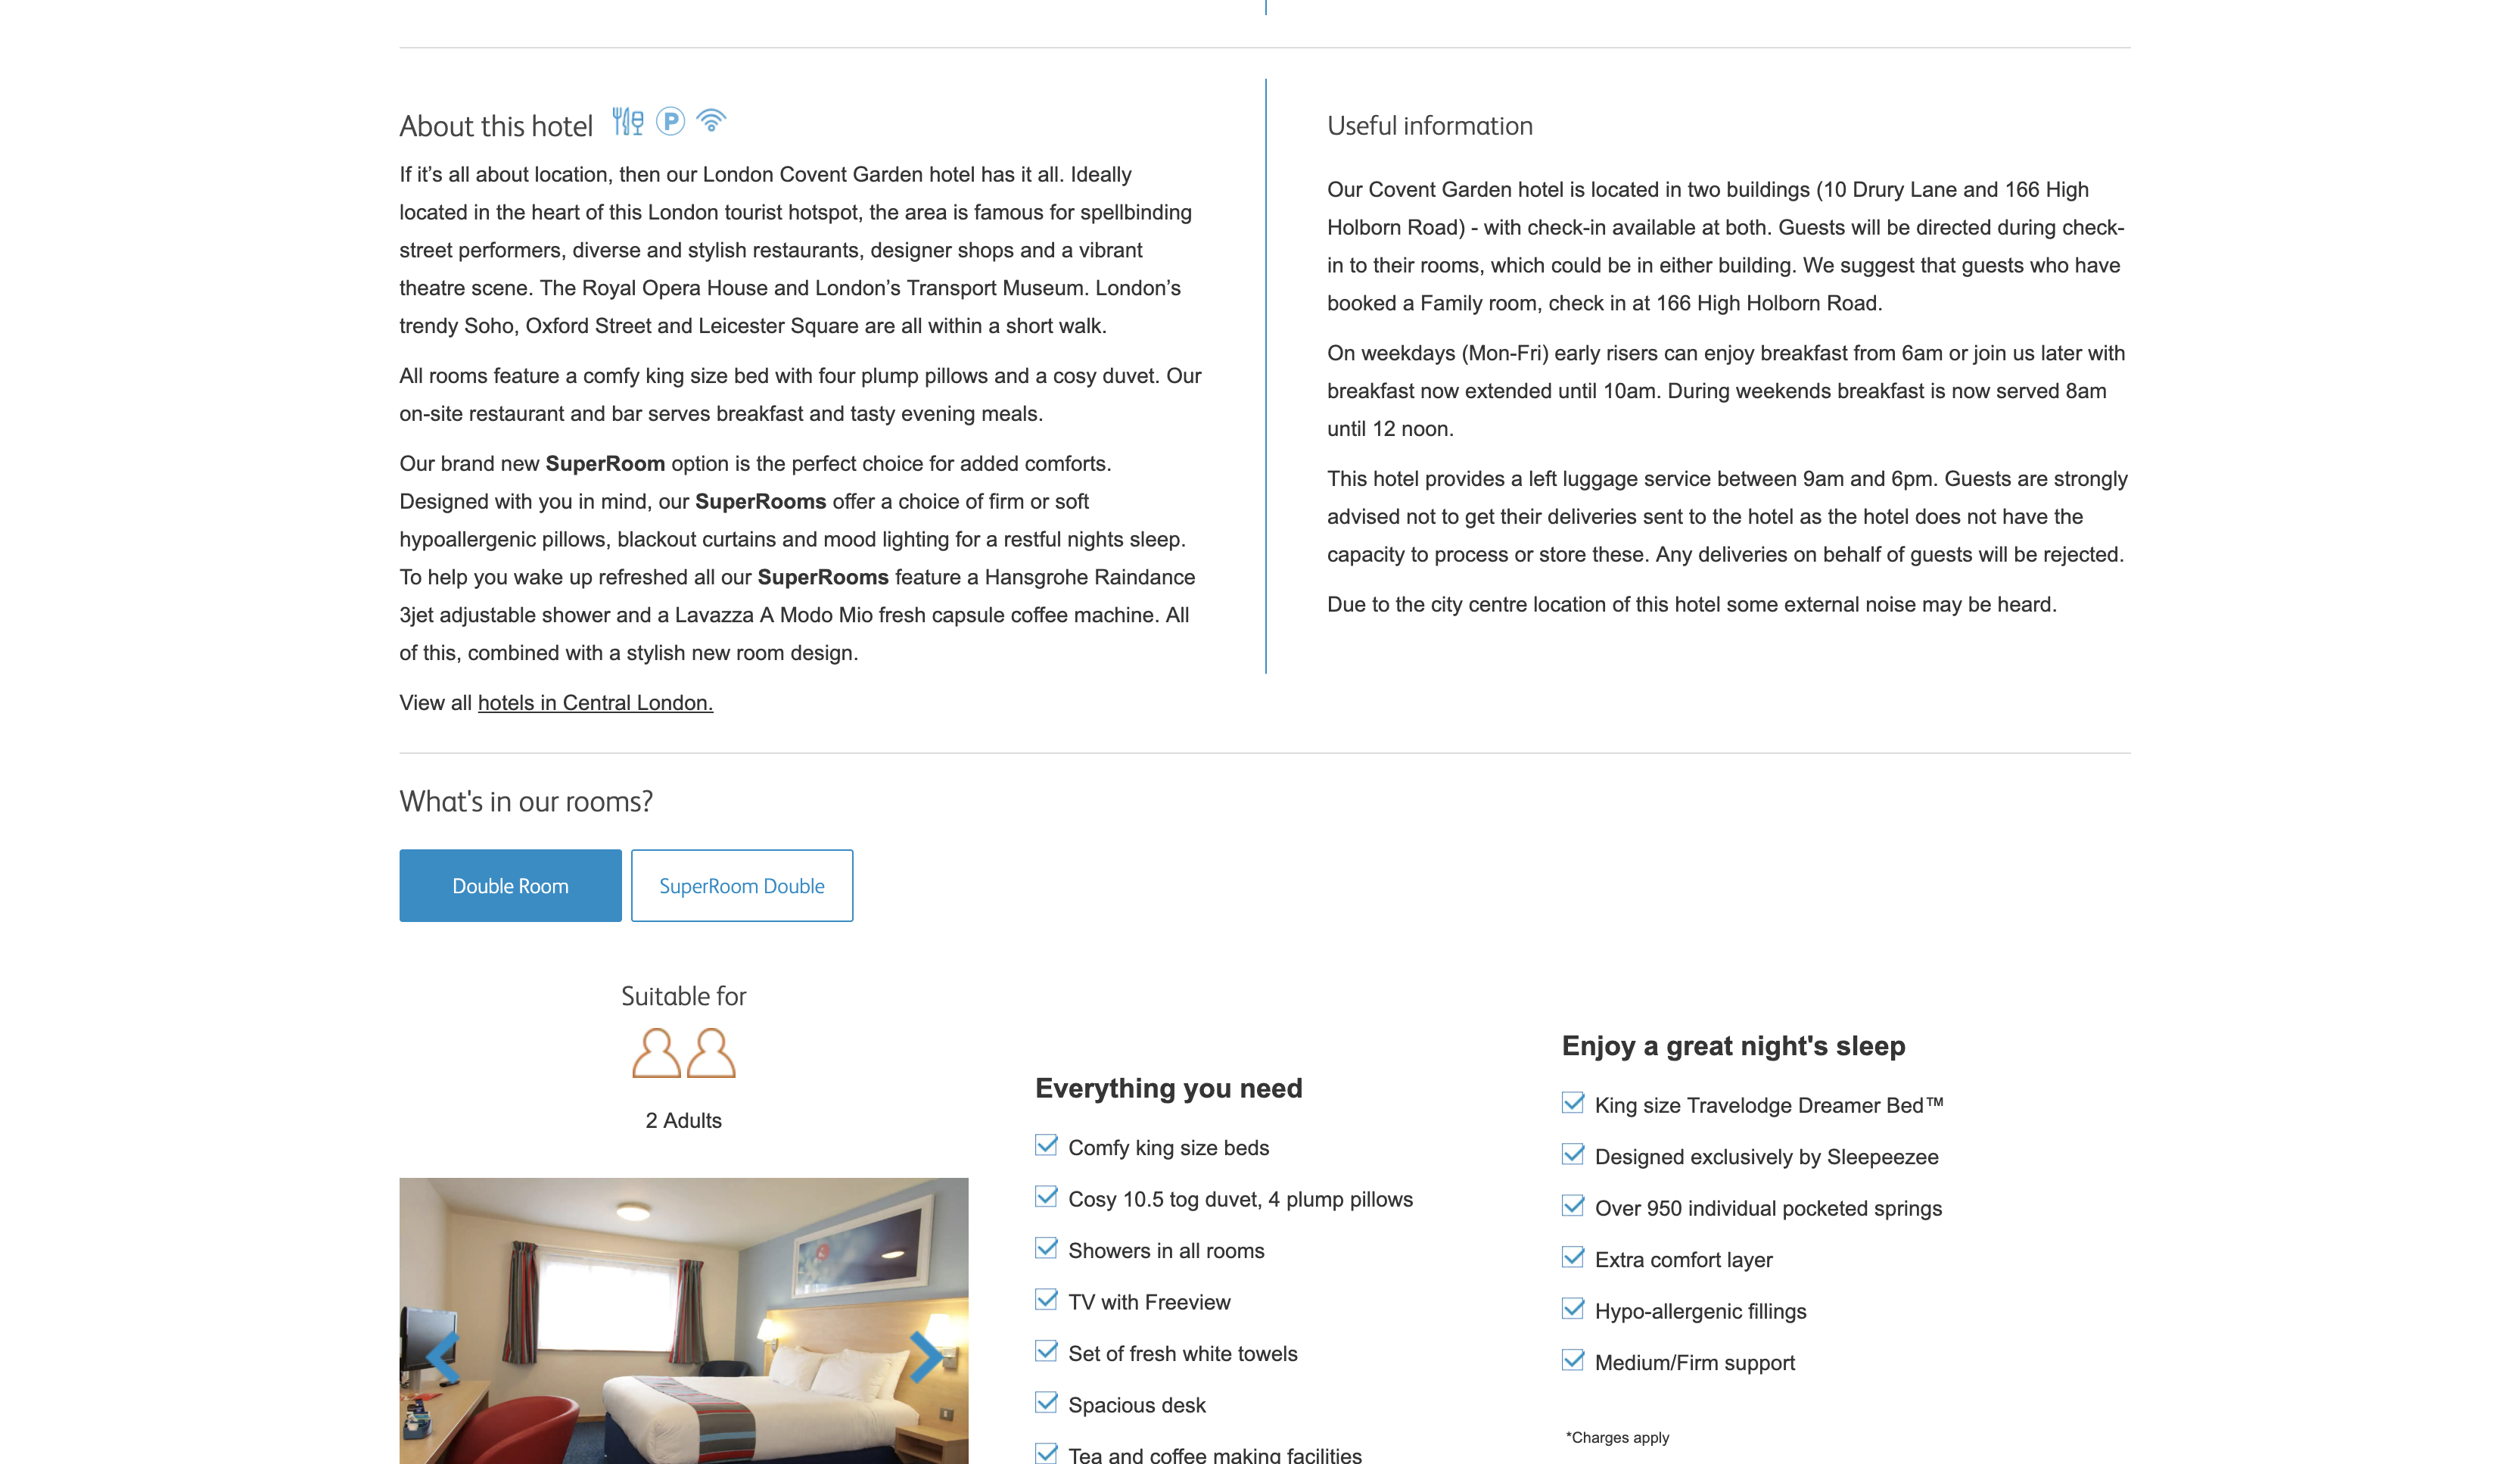 About this hotel
If it’s all about location, then our London Covent Garden hotel has it all. Ideally
located in the heart of this London tourist hotspot, the area is famous for spellbinding
street performers, diverse and stylish restaurants, designer shops and a vibrant
theatre scene. The Royal Opera House and London’s Transport Museum. London’s
trendy Soho, Oxford Street and Leicester Square are all within a short walk.
All rooms feature a comfy king size bed with four plump pillows and a cosy duvet. Our
on-site restaurant and bar serves breakfast and tasty evening meals.
Our brand new SuperRoom option is the perfect choice for added comforts.
Designed with you in mind, our SuperRooms offer a choice of firm or soft
hypoallergenic pillows, blackout curtains and mood lighting for a restful nights sleep.
To help you wake up refreshed all our SuperRooms feature a Hansgrohe Raindance
3jet adjustable shower and a Lavazza A Modo Mio fresh capsule coffee machine. All
of this, combined with a stylish new room design.
View all hotels in Central London.
Useful information
Our Covent Garden hotel is located in two buildings (10 Drury Lane and 166 High
Holborn Road) - with check-in available at both. Guests will be directed during check-
in to their rooms, which could be in either building. We suggest that guests who have
booked a Family room, check in at 166 High Holborn Road.
On weekdays (Mon-Fri) early risers can enjoy breakfast from 6am or join us later with
breakfast now extended until 10am. During weekends breakfast is now served 8am
until 12 noon.
This hotel provides a left luggage service between 9am and 6pm. Guests are strongly
advised not to get their deliveries sent to the hotel as the hotel does not have the
capacity to process or store these. Any deliveries on behalf of guests will be rejected.
Due to the city centre location of this hotel some external noise may be heard.
What's in our rooms?
Double Room
SuperRoom Double
Suitable for
2 Adults
Everything you need
Comfy king size beds
Cosy 10.5 tog duvet, 4 plump pillows
Showers in all rooms
TV with Freeview
Set of fresh white towels
Spacious desk
Tea and coffee making facilities
Enjoy a great night's sleep
King size Travelodge Dreamer Bed™
Designed exclusively by Sleepeezee
Over 950 individual pocketed springs
Extra comfort layer
Hypo-allergenic fillings
Medium/Firm support
*Charges apply